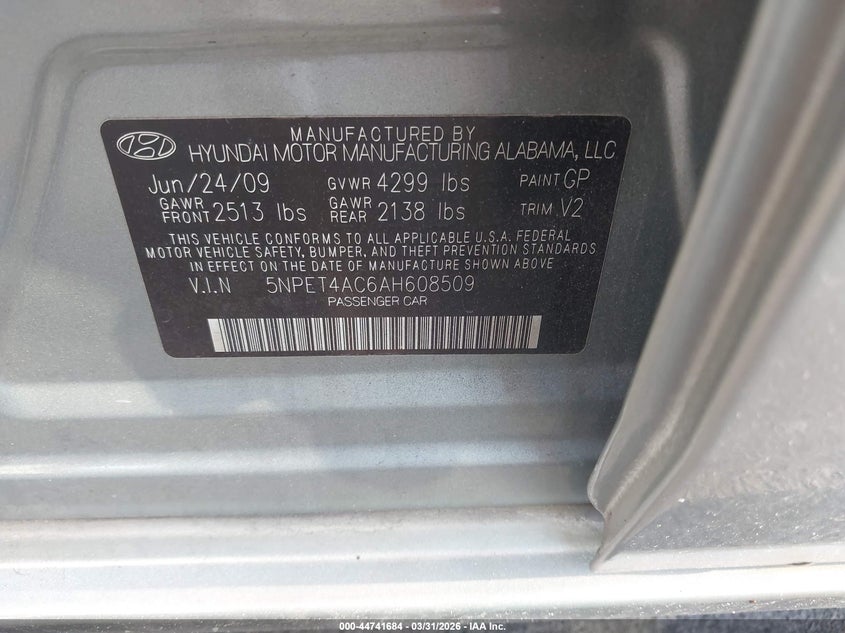 MANUFACTURED BY
HYUNDAI MOTOR MANUFACTURING ALABAMA, LLC
Jun/24/09 GVWR 4299 lbs PAINT GP
GAWR FRONT 2513 lbs GAWR REAR 2138 lbs TRIM V2
THIS VEHICLE CONFORMS TO ALL APPLICABLE U.S.A. FEDERAL
MOTOR VEHICLE SAFETY, BUMPER, AND THEFT PREVENTION STANDARDS
IN EFFECT ON THE DATE OF MANUFACTURE SHOWN ABOVE
V.I.N 5NPET4AC6AH608509
PASSENGER CAR
000-44741684 - 03/31/2026 - IAA Inc.